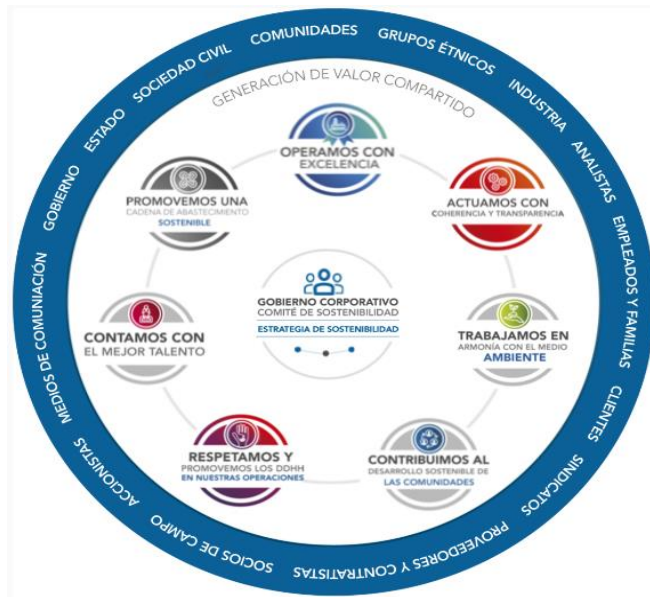 COMUNIDADES
GRUPOS ÉTNICOS
INDUSTRIA
ANALISTAS
EMPLEADOS Y FAMILIAS
CLIENTES
SINDICATOS
PROVEEDORES Y CONTRATISTAS
SOCIOS DE CAMPO
ACCIONISTAS
MEDIOS DE COMUNIACIÓN
GOBIERNO
ESTADO
SOCIEDAD CIVIL
GENERACIÓN DE VALOR COMPARTIDO
OPERAMOS CON
EXCELENCIA
ACTUAMOS CON
COHERENCIA Y TRANSPARENCIA
TRABAJAMOS EN
ARMONÍA CON EL MEDIO
AMBIENTE
CONTRIBUIMOS AL
DESARROLLO SOSTENIBLE DE
LAS COMUNIDADES
RESPETAMOS Y
PROMOVEMOS LOS DDHH
EN NUESTRAS OPERACIONES
CONTAMOS CON
EL MEJOR TALENTO
PROMOVEMOS UNA
CADENA DE ABASTECIMIENTO
SOSTENIBLE
GOBIERNO CORPORATIVO
COMITÉ DE SOSTENIBILIDAD
ESTRATEGIA DE SOSTENIBILIDAD